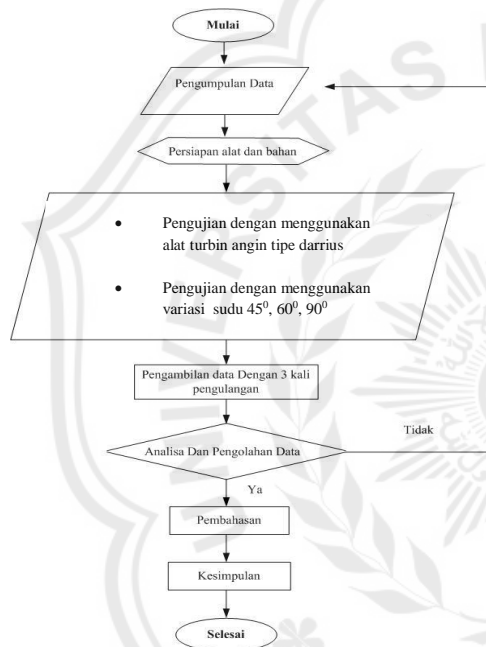 Mulai
Pengumpulan Data
Persiapan alat dan bahan
• Pengujian dengan menggunakan
alat turbin angin tipe darrius
• Pengujian dengan menggunakan
variasi sudu 45⁰, 60⁰, 90⁰
Pengambilan data Dengan 3 kali
pengulangan
Analisa Dan Pengolahan Data
Tidak
Ya
Pembahasan
Kesimpulan
Selesai
UNIVERSITAS